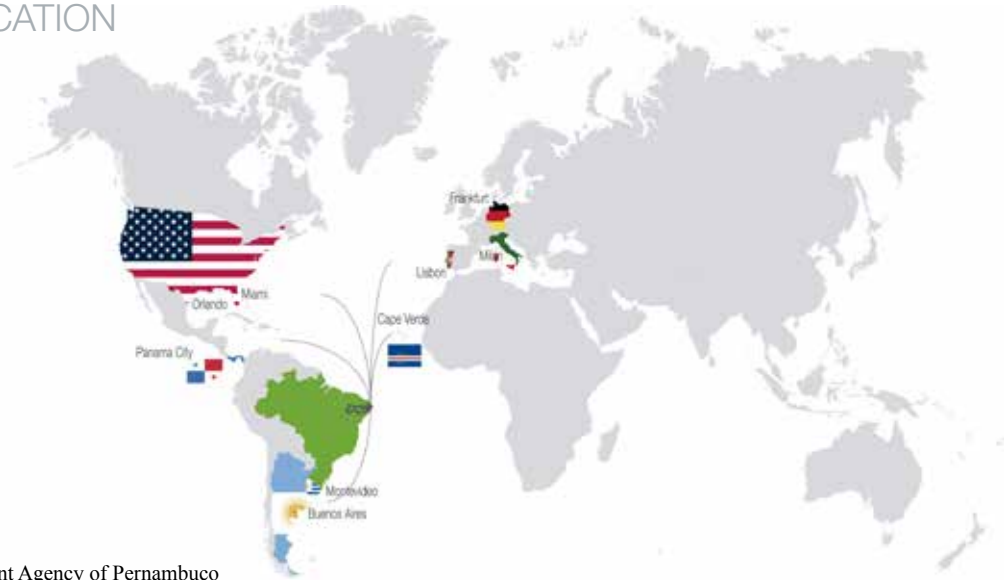 CATION
Frankfurt
Milan
Lisbon
Miami
Orlando
Cape Verde
Panama City
Montevideo
Buenos Aires
nt Agency of Pernambuco